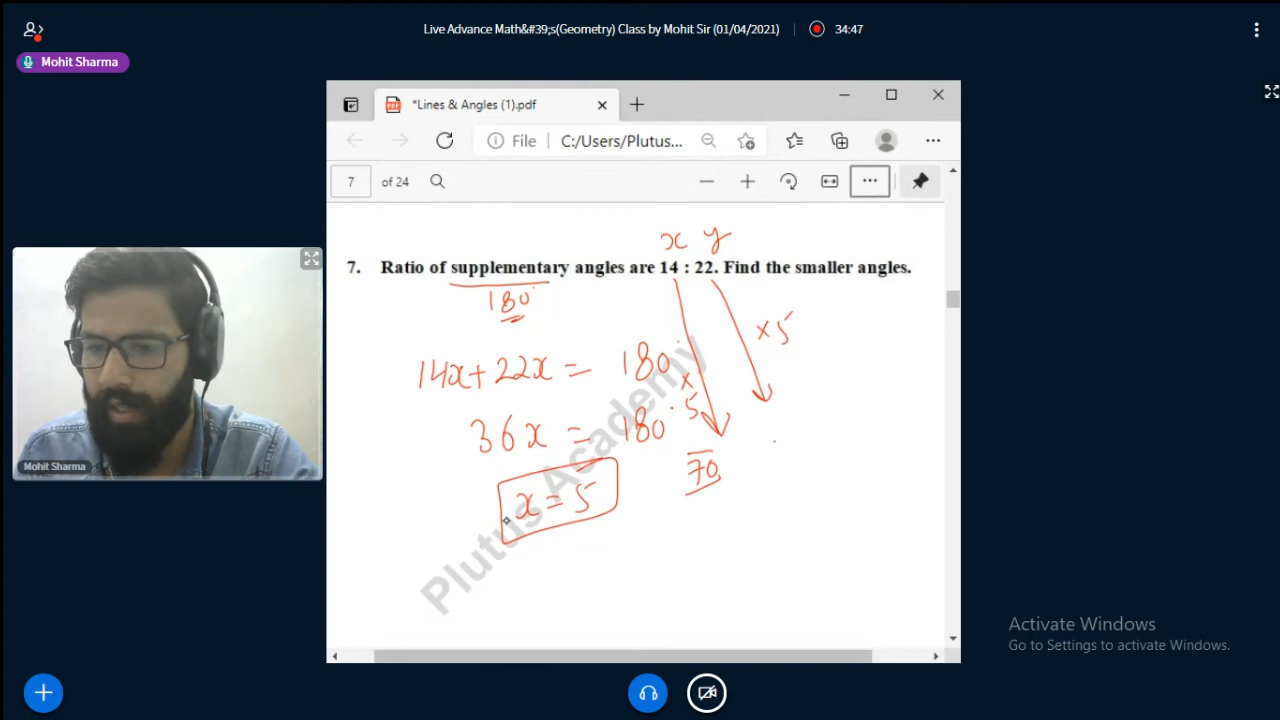 Live Advance Math&#39;s(Geometry) Class by Mohit Sir (01/04/2021) 34:47
Mohit Sharma
*Lines & Angles (1).pdf
File C:/Users/Plutus...
7 of 24
x y
7. Ratio of supplementary angles are 14 : 22. Find the smaller angles.
180°
×5
14x+22x = 180°
×5
36x = 180°
70
x = 5
Plutus Academy
Mohit Sharma
Activate Windows
Go to Settings to activate Windows.